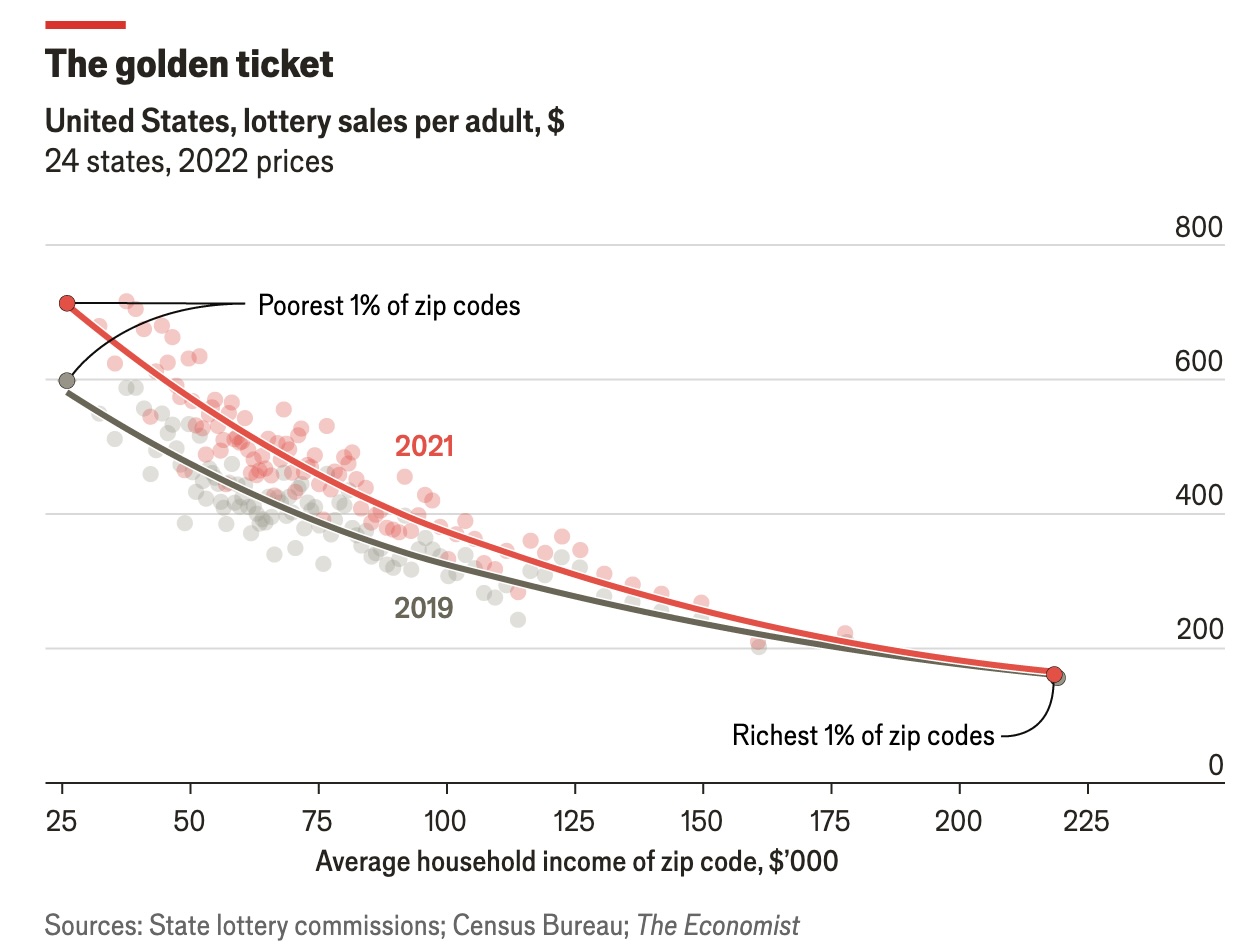 The golden ticket
United States, lottery sales per adult, $
24 states, 2022 prices
800
Poorest 1% of zip codes
600
2021
400
2019
200
Richest 1% of zip codes
0
25 50 75 100 125 150 175 200 225
Average household income of zip code, $’000
Sources: State lottery commissions; Census Bureau; The Economist